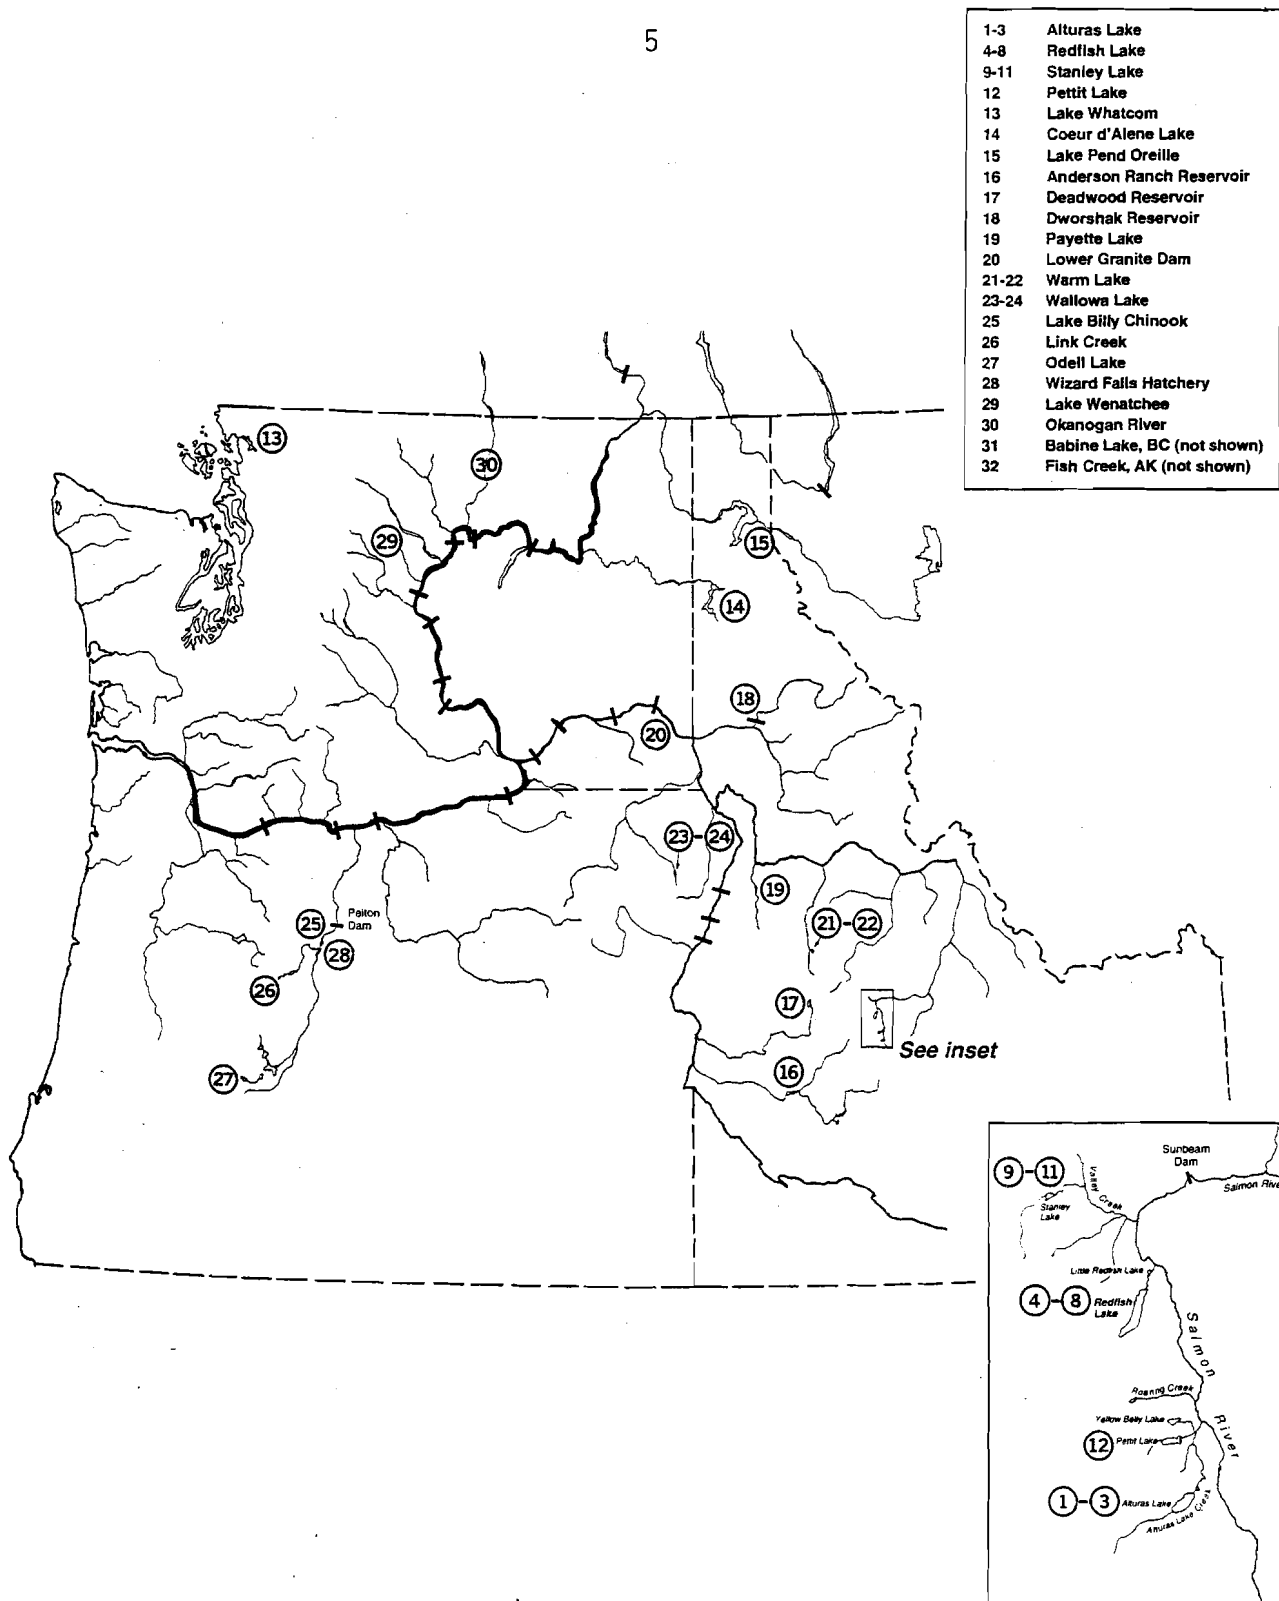 5
1-3 Alturas Lake
4-8 Redfish Lake
9-11 Stanley Lake
12 Pettit Lake
13 Lake Whatcom
14 Coeur d'Alene Lake
15 Lake Pend Oreille
16 Anderson Ranch Reservoir
17 Deadwood Reservoir
18 Dworshak Reservoir
19 Payette Lake
20 Lower Granite Dam
21-22 Warm Lake
23-24 Wallowa Lake
25 Lake Billy Chinook
26 Link Creek
27 Odell Lake
28 Wizard Falls Hatchery
29 Lake Wenatchee
30 Okanogan River
31 Babine Lake, BC (not shown)
32 Fish Creek, AK (not shown)
13
30
29
15
14
18
20
23-24
19
25
Pelton
Dam
21-22
28
26
17
See inset
16
27
Sunbeam
Dam
9-11
Valley Creek
Salmon Rive
Stanley
Lake
Little Redfish Lake
4-8
Redfish
Lake
Salmon River
Roaring Creek
Yellow Belly Lake
12
Pettit Lake
1-3
Alturas Lake
Alturas Lake Creek